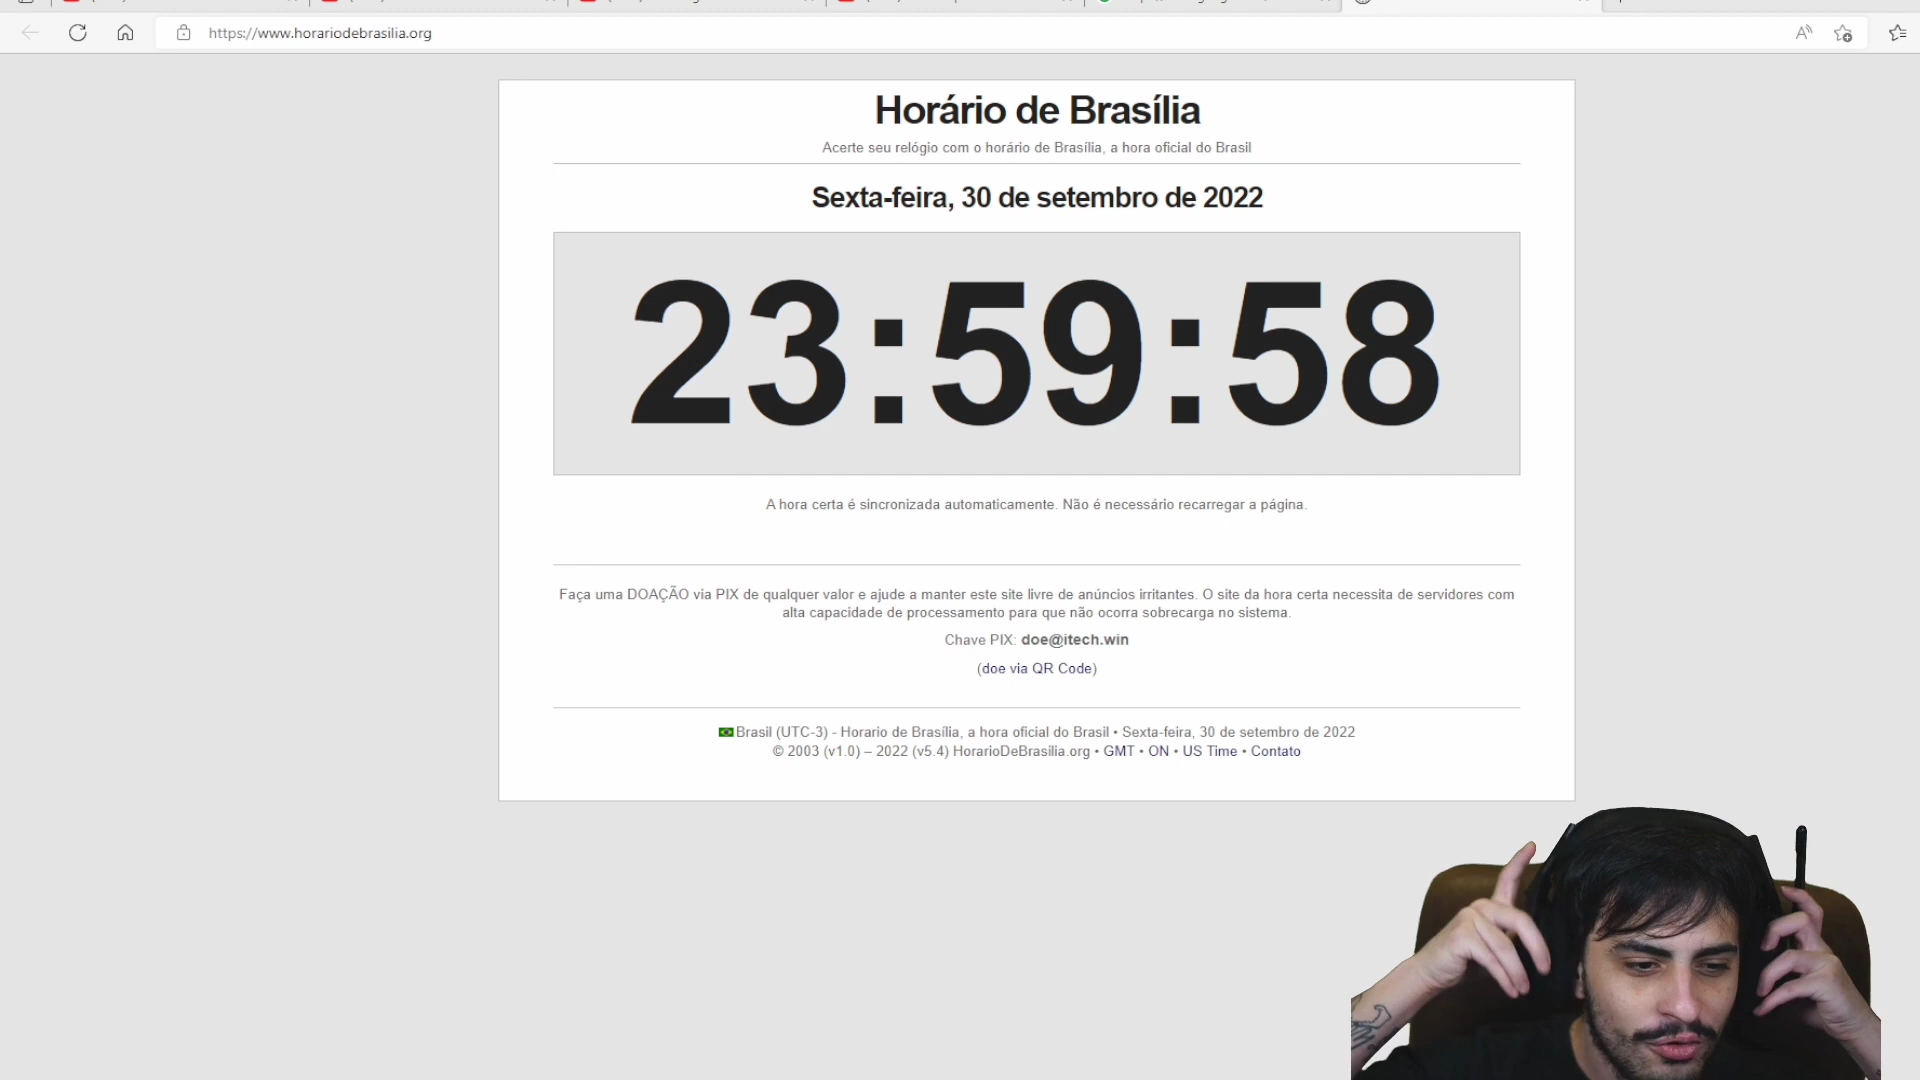 https://www.horariodebrasilia.org
Horário de Brasília
Acerte seu relógio com o horário de Brasília, a hora oficial do Brasil
Sexta-feira, 30 de setembro de 2022
23:59:58
A hora certa é sincronizada automaticamente. Não é necessário recarregar a página.
Faça uma DOAÇÃO via PIX de qualquer valor e ajude a manter este site livre de anúncios irritantes. O site da hora certa necessita de servidores com
alta capacidade de processamento para que não ocorra sobrecarga no sistema.
Chave PIX: doe@itech.win
(doe via QR Code)
Brasil (UTC-3) - Horario de Brasília, a hora oficial do Brasil • Sexta-feira, 30 de setembro de 2022
© 2003 (v1.0) – 2022 (v5.4) HorarioDeBrasilia.org • GMT • ON • US Time • Contato